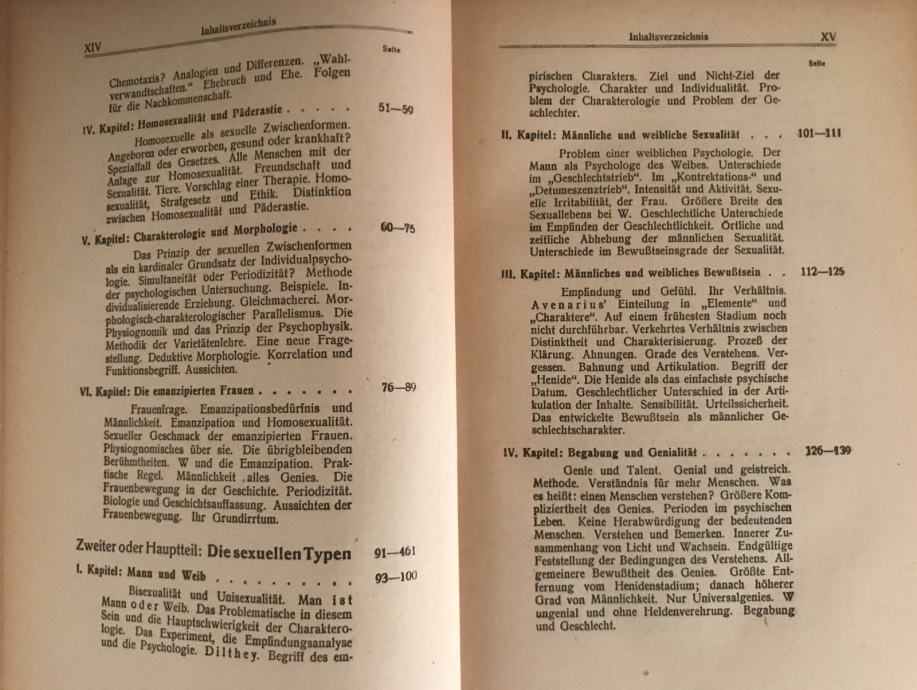 XIV
Inhaltsverzeichnis
Seite
Chemotaxis? Analogien und Differenzen. „Wahl-
verwandtschaften.“ Ehebruch und Ehe. Folgen
für die Nachkommenschaft.
IV. Kapitel: Homosexualität und Päderastie . . . . . 51—59
Homosexuelle als sexuelle Zwischenformen.
Angeboren oder erworben, gesund oder krankhaft?
Spezialfall des Gesetzes. Alle Menschen mit der
Anlage zur Homosexualität. Freundschaft und
Sexualität. Tiere. Vorschlag einer Therapie. Homo-
sexualität, Strafgesetz und Ethik. Distinktion
zwischen Homosexualität und Päderastie.
V. Kapitel: Charakterologie und Morphologie . . . . 60—75
Das Prinzip der sexuellen Zwischenformen
als ein kardinaler Grundsatz der Individualpsycho-
logie. Simultaneität oder Periodizität? Methode
der psychologischen Untersuchung. Beispiele. In-
dividualisierende Erziehung. Gleichmacherei. Mor-
phologisch-charakterologischer Parallelismus. Die
Physiognomik und das Prinzip der Psychophysik.
Methodik der Varietätenlehre. Eine neue Frage-
stellung. Deduktive Morphologie. Korrelation und
Funktionsbegriff. Aussichten.
VI. Kapitel: Die emanzipierten Frauen . . . . . . . 76—89
Frauenfrage. Emanzipationsbedürfnis und
Männlichkeit. Emanzipation und Homosexualität.
Sexueller Geschmack der emanzipierten Frauen.
Physiognomisches über sie. Die übrigbleibenden
Berühmtheiten. W und die Emanzipation. Prak-
tische Regel. Männlichkeit alles Genies. Die
Frauenbewegung in der Geschichte. Periodizität.
Biologie und Geschichtsauffassung. Aussichten der
Frauenbewegung. Ihr Grundirrtum.
Zweiter oder Hauptteil: Die sexuellen Typen 91—461
I. Kapitel: Mann und Weib . . . . . . . . . . 93—100
Bisexualität und Unisexualität. Man ist
Mann oder Weib. Das Problematische in diesem
Sein und die Hauptschwierigkeit der Charaktero-
logie. Das Experiment, die Empfindungsanalyse
und die Psychologie. Dilthey. Begriff des em-
Inhaltsverzeichnis
XV
Seite
pirischen Charakters. Ziel und Nicht-Ziel der
Psychologie. Charakter und Individualität. Pro-
blem der Charakterologie und Problem der Ge-
schlechter.
II. Kapitel: Männliche und weibliche Sexualität . . . 101—111
Problem einer weiblichen Psychologie. Der
Mann als Psychologe des Weibes. Unterschiede
im „Geschlechtstrieb“. Im „Kontrektations-“ und
„Detumeszenztrieb“. Intensität und Aktivität. Sexu-
elle Irritabilität, der Frau. Größere Breite des
Sexuallebens bei W. Geschlechtliche Unterschiede
im Empfinden der Geschlechtlichkeit. Örtliche und
zeitliche Abhebung der männlichen Sexualität.
Unterschiede im Bewußtseinsgrade der Sexualität.
III. Kapitel: Männliches und weibliches Bewußtsein . . 112—125
Empfindung und Gefühl. Ihr Verhältnis.
Avenarius' Einteilung in „Elemente“ und
„Charaktere“. Auf einem frühesten Stadium noch
nicht durchführbar. Verkehrtes Verhältnis zwischen
Distinktheit und Charakterisierung. Prozeß der
Klärung. Ahnungen. Grade des Verstehens. Ver-
gessen. Bahnung und Artikulation. Begriff der
„Henide“. Die Henide als das einfachste psychische
Datum. Geschlechtlicher Unterschied in der Arti-
kulation der Inhalte. Sensibilität. Urteilssicherheit.
Das entwickelte Bewußtsein als männlicher Ge-
schlechtscharakter.
IV. Kapitel: Begabung und Genialität . . . . . . . 126—139
Genie und Talent. Genial und geistreich.
Methode. Verständnis für mehr Menschen. Was
es heißt: einen Menschen verstehen? Größere Kom-
pliziertheit des Genies. Perioden im psychischen
Leben. Keine Herabwürdigung der bedeutenden
Menschen. Verstehen und Bemerken. Innerer Zu-
sammenhang von Licht und Wachsein. Endgültige
Feststellung der Bedingungen des Verstehens. All-
gemeinere Bewußtheit des Genies. Größte Ent-
fernung vom Henidenstadium; danach höherer
Grad von Männlichkeit. Nur Universalgenies. W
ungenial und ohne Heldenverehrung. Begabung
und Geschlecht.